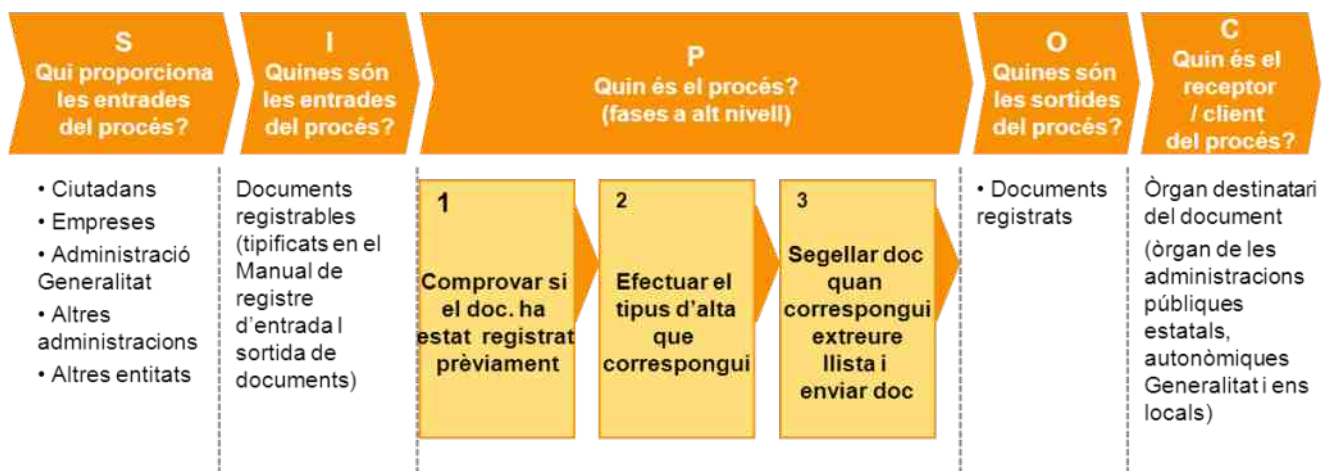 S
Qui proporciona
les entrades
del procés?
I
Quines són
les entrades
del procés?
P
Quin és el procés?
(fases a alt nivell)
O
Quines són
les sortides
del procés?
C
Quin és el
receptor
/ client
del procés?
• Ciutadans
• Empreses
• Administració
Generalitat
• Altres
administracions
• Altres entitats
Documents
registrables
(tipificats en el
Manual de
registre
d'entrada I
sortida de
documents)
1
Comprovar si
el doc. ha
estat registrat
prèviament
2
Efectuar el
tipus d'alta
que
correspongui
3
Segellar doc
quan
correspongui
extreure
llista i
enviar doc
• Documents
registrats
Òrgan destinatari
del document
(òrgan de les
administracions
públiques
estatals,
autonòmiques
Generalitat i ens
locals)